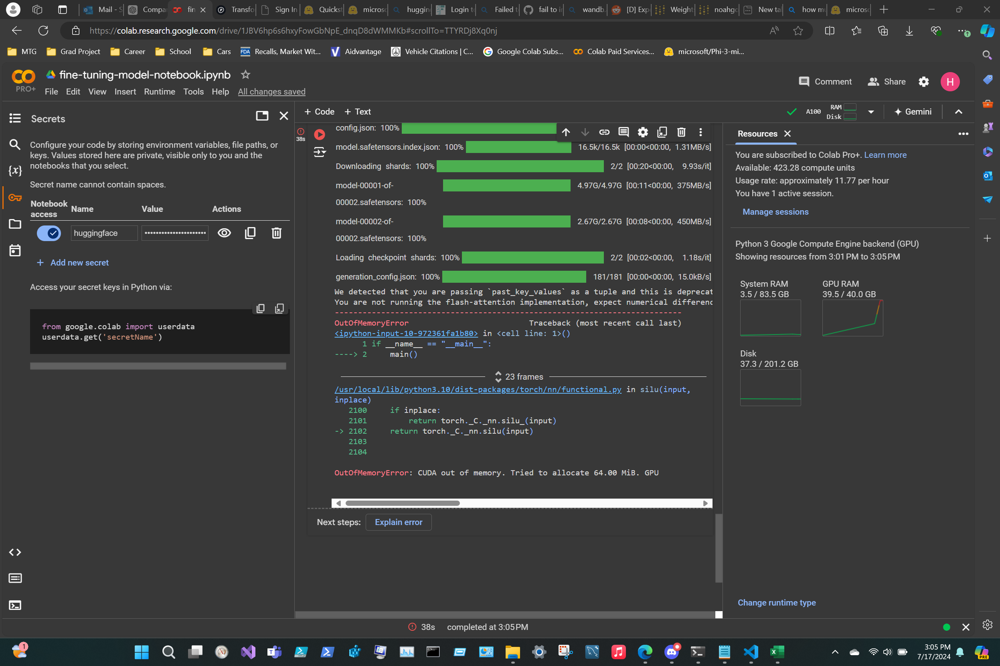 Mail - S
Compa
fin
Transfo
Sign In
Quickst
microso
huggin
Login to
Failed t
fail to i
wandb.
[D] Exp
Weight
noahgc
New ta
how mu
microso
https://colab.research.google.com/drive/1JBV6hp6s6hxyFowGbNpE_dnqD8dWMMKb#scrollTo=TTYRDj8Xq0nj
MTG
Grad Project
Career
School
Cars
FDA Recalls, Market Wit...
Aidvantage
Vehicle Citations | C...
Google Colab Subs...
Colab Paid Services...
microsoft/Phi-3-mi...
PRO+
fine-tuning-model-notebook.ipynb
File Edit View Insert Runtime Tools Help All changes saved
Comment
Share
H
Secrets
+ Code + Text
A100
RAM
Disk
Gemini
Configure your code by storing environment variables, file paths, or
keys. Values stored here are private, visible only to you and the
notebooks that you select.
Secret name cannot contain spaces.
Notebook
access
Name Value Actions
huggingface ••••••••••••••••••••••
+ Add new secret
Access your secret keys in Python via:
from google.colab import userdata
userdata.get('secretName')
38s
config.json: 100%
model.safetensors.index.json: 100% 16.5k/16.5k [00:00<00:00, 1.31MB/s]
Downloading shards: 100% 2/2 [00:20<00:00, 9.93s/it]
model-00001-of- 4.97G/4.97G [00:11<00:00, 375MB/s]
00002.safetensors: 100%
model-00002-of- 2.67G/2.67G [00:08<00:00, 450MB/s]
00002.safetensors: 100%
Loading checkpoint shards: 100% 2/2 [00:02<00:00, 1.18s/it]
generation_config.json: 100% 181/181 [00:00<00:00, 15.0kB/s]
We detected that you are passing `past_key_values` as a tuple and this is deprecat
You are not running the flash-attention implementation, expect numerical differenc
---------------------------------------------------------------------------
OutOfMemoryError Traceback (most recent call last)
<ipython-input-10-972361fa1b80> in <cell line: 1>()
1 if __name__ == "__main__":
----> 2 main()
23 frames
/usr/local/lib/python3.10/dist-packages/torch/nn/functional.py in silu(input,
inplace)
2100 if inplace:
2101 return torch._C._nn.silu_(input)
-> 2102 return torch._C._nn.silu(input)
2103
2104
OutOfMemoryError: CUDA out of memory. Tried to allocate 64.00 MiB. GPU
Next steps: Explain error
Resources
You are subscribed to Colab Pro+. Learn more
Available: 423.28 compute units
Usage rate: approximately 11.77 per hour
You have 1 active session.
Manage sessions
Python 3 Google Compute Engine backend (GPU)
Showing resources from 3:01 PM to 3:05 PM
System RAM
3.5 / 83.5 GB
GPU RAM
39.5 / 40.0 GB
Disk
37.3 / 201.2 GB
Change runtime type
38s completed at 3:05 PM
1
3:05 PM
7/17/2024
PRE